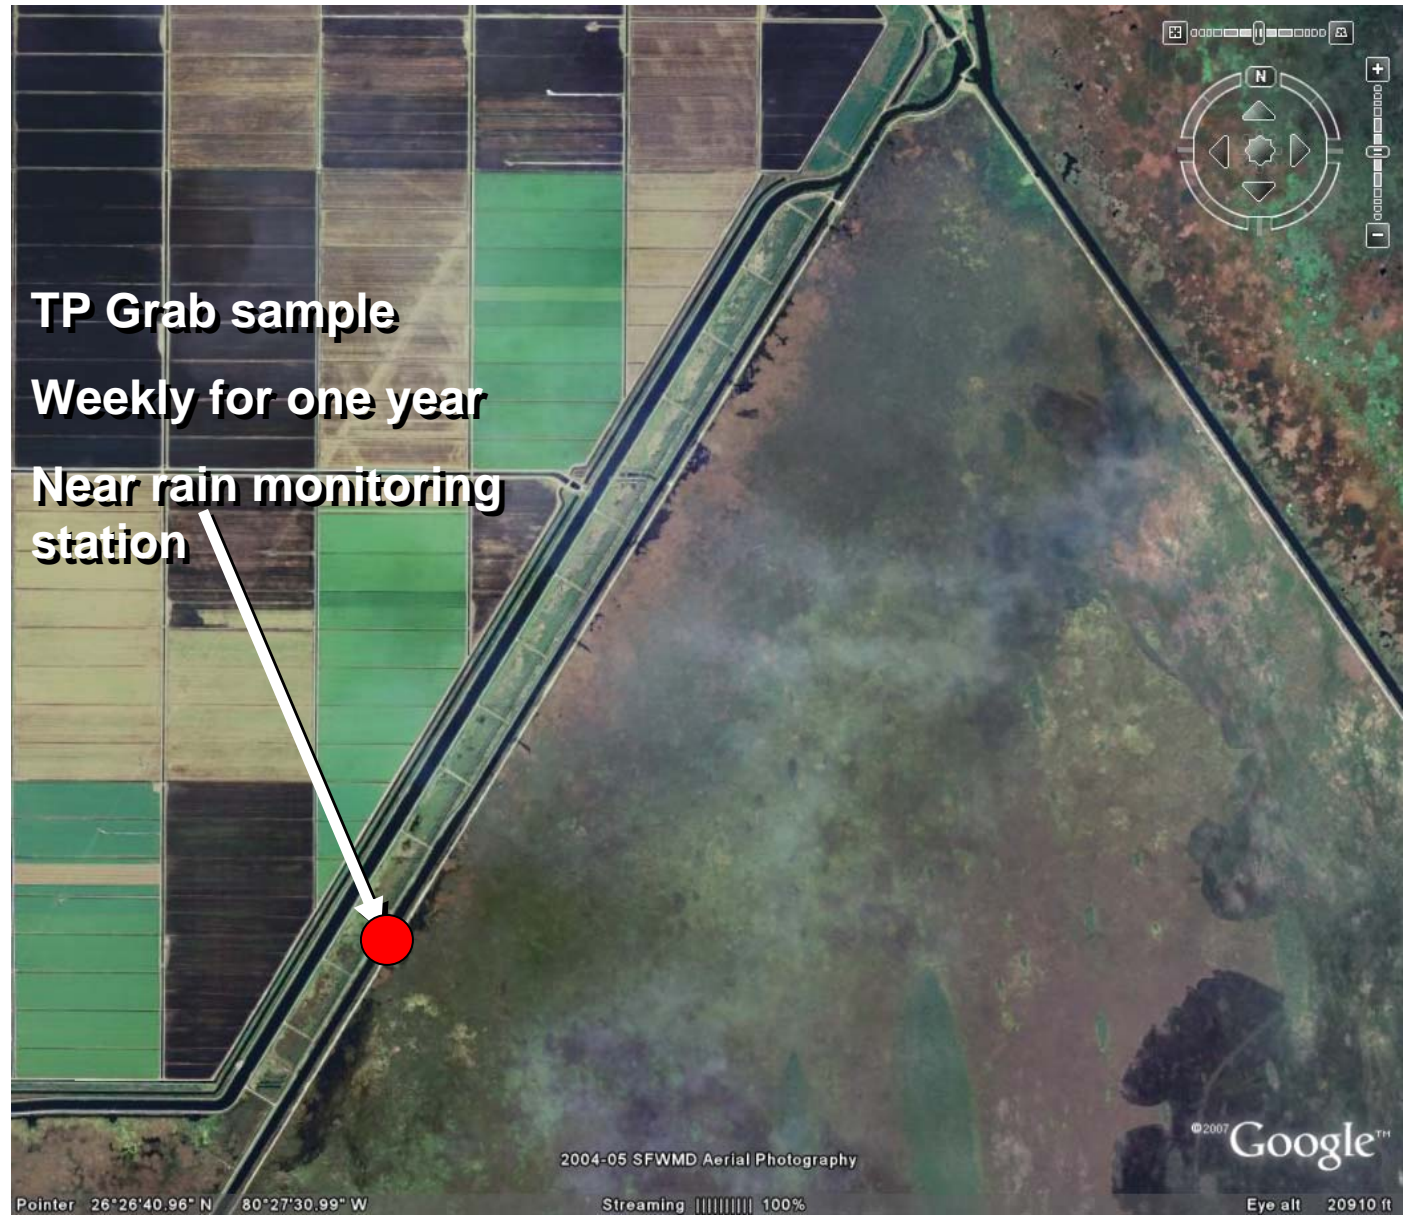 N
TP Grab sample
Weekly for one year
Near rain monitoring
station
©2007 Google™
2004-05 SFWMD Aerial Photography
Pointer 26°26'40.96" N 80°27'30.99" W Streaming |||||||||| 100% Eye alt 20910 ft